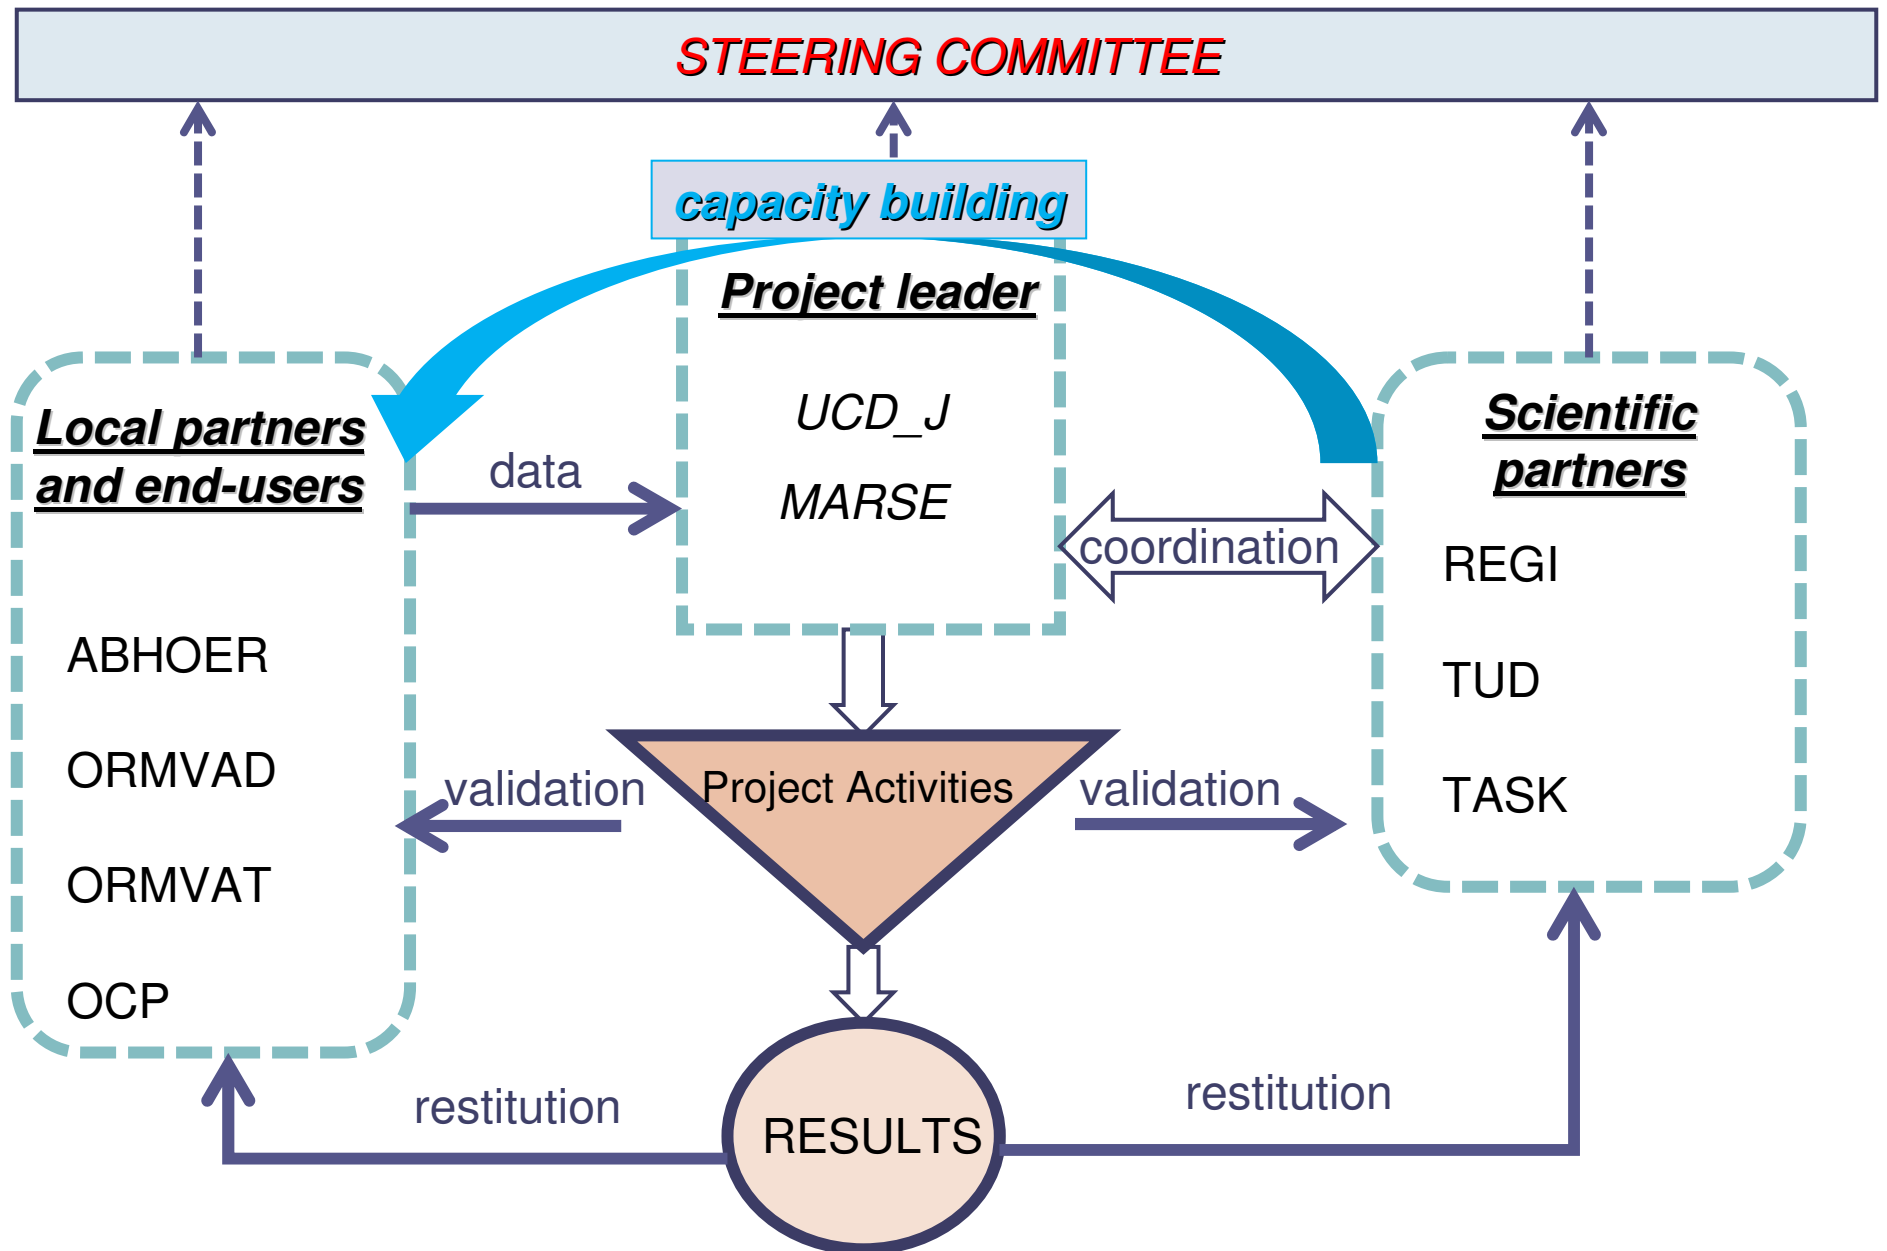 STEERING COMMITTEE
capacity building
Project leader
UCD_J
MARSE
Local partners
and end-users
ABHOER
ORMVAD
ORMVAT
OCP
data
coordination
Scientific
partners
REGI
TUD
TASK
validation
Project Activities
validation
restitution
RESULTS
restitution